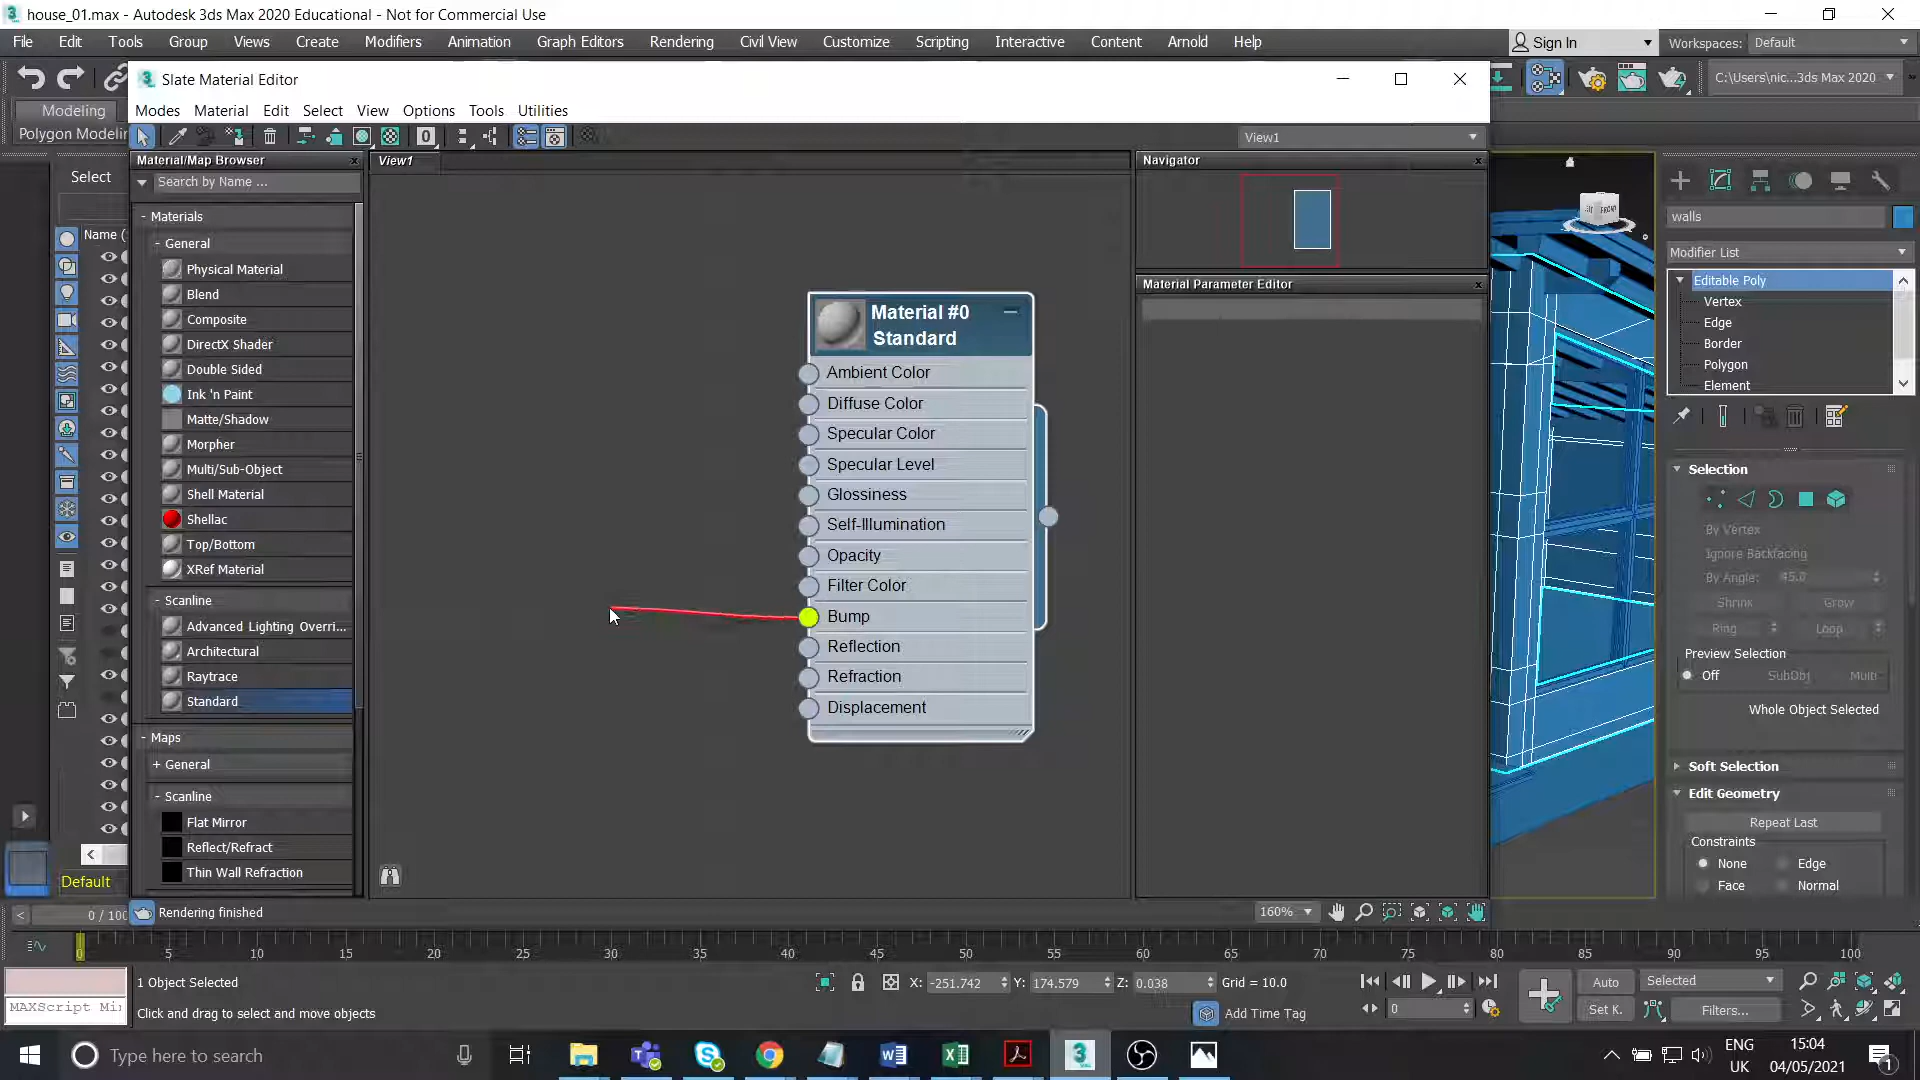 house_01.max - Autodesk 3ds Max 2020 Educational - Not for Commercial Use
File Edit Tools Group Views Create Modifiers Animation Graph Editors Rendering Civil View Customize Scripting Interactive Content Arnold Help
Sign In
Workspaces: Default
C:\Users\nic...3ds Max 2020
Slate Material Editor
Modes Material Edit Select View Options Tools Utilities
Modeling
Polygon Modelin
View1
Material/Map Browser
View1
Navigator
Search by Name ...
Select
Name (
Materials
General
Physical Material
Blend
Composite
DirectX Shader
Double Sided
Ink 'n Paint
Matte/Shadow
Morpher
Multi/Sub-Object
Shell Material
Shellac
Top/Bottom
XRef Material
Scanline
Advanced Lighting Overri...
Architectural
Raytrace
Standard
Maps
+ General
Scanline
Flat Mirror
Reflect/Refract
Thin Wall Refraction
Material #0
Standard
Ambient Color
Diffuse Color
Specular Color
Specular Level
Glossiness
Self-Illumination
Opacity
Filter Color
Bump
Reflection
Refraction
Displacement
Material Parameter Editor
FRONT
walls
Modifier List
Editable Poly
Vertex
Edge
Border
Polygon
Element
Selection
By Vertex
Ignore Backfacing
By Angle: 45.0
Shrink Grow
Ring Loop
Preview Selection
Off SubObj Multi
Whole Object Selected
Soft Selection
Edit Geometry
Repeat Last
Constraints
None Edge
Face Normal
Default
Rendering finished
160%
0 / 100
0 5 10 15 20 25 30 35 40 45 50 55 60 65 70 75 80 85 90 95 100
1 Object Selected
X: -251.742 Y: 174.579 Z: 0.038 Grid = 10.0
Auto Selected
MAXScript Mi
Click and drag to select and move objects
Add Time Tag
0
Set K. Filters...
Type here to search
ENG
UK
15:04
04/05/2021
1